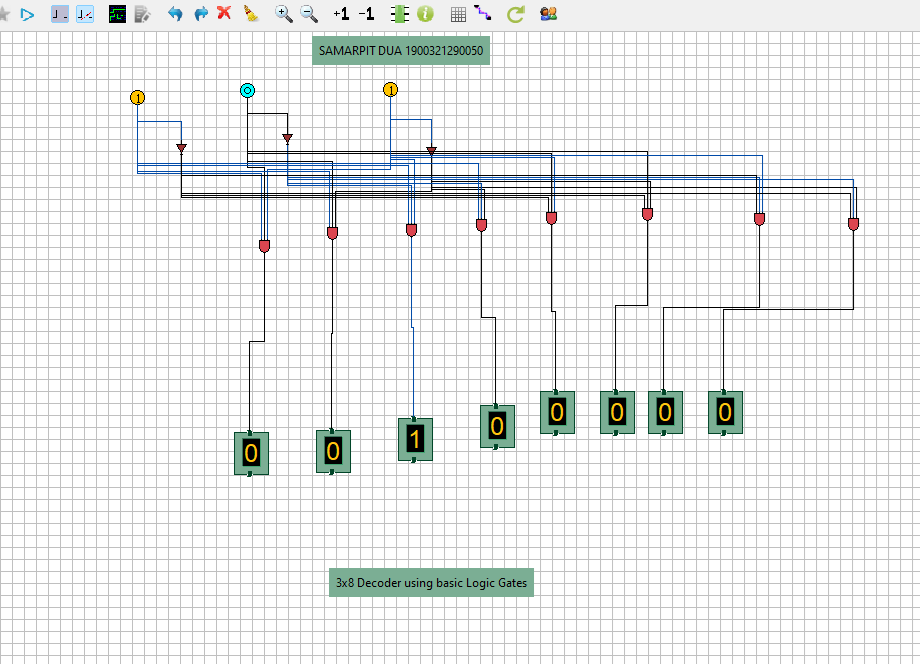 +1 -1
SAMARPIT DUA 1900321290050
1 0 1
0 0 1 0 0 0 0 0
3x8 Decoder using basic Logic Gates